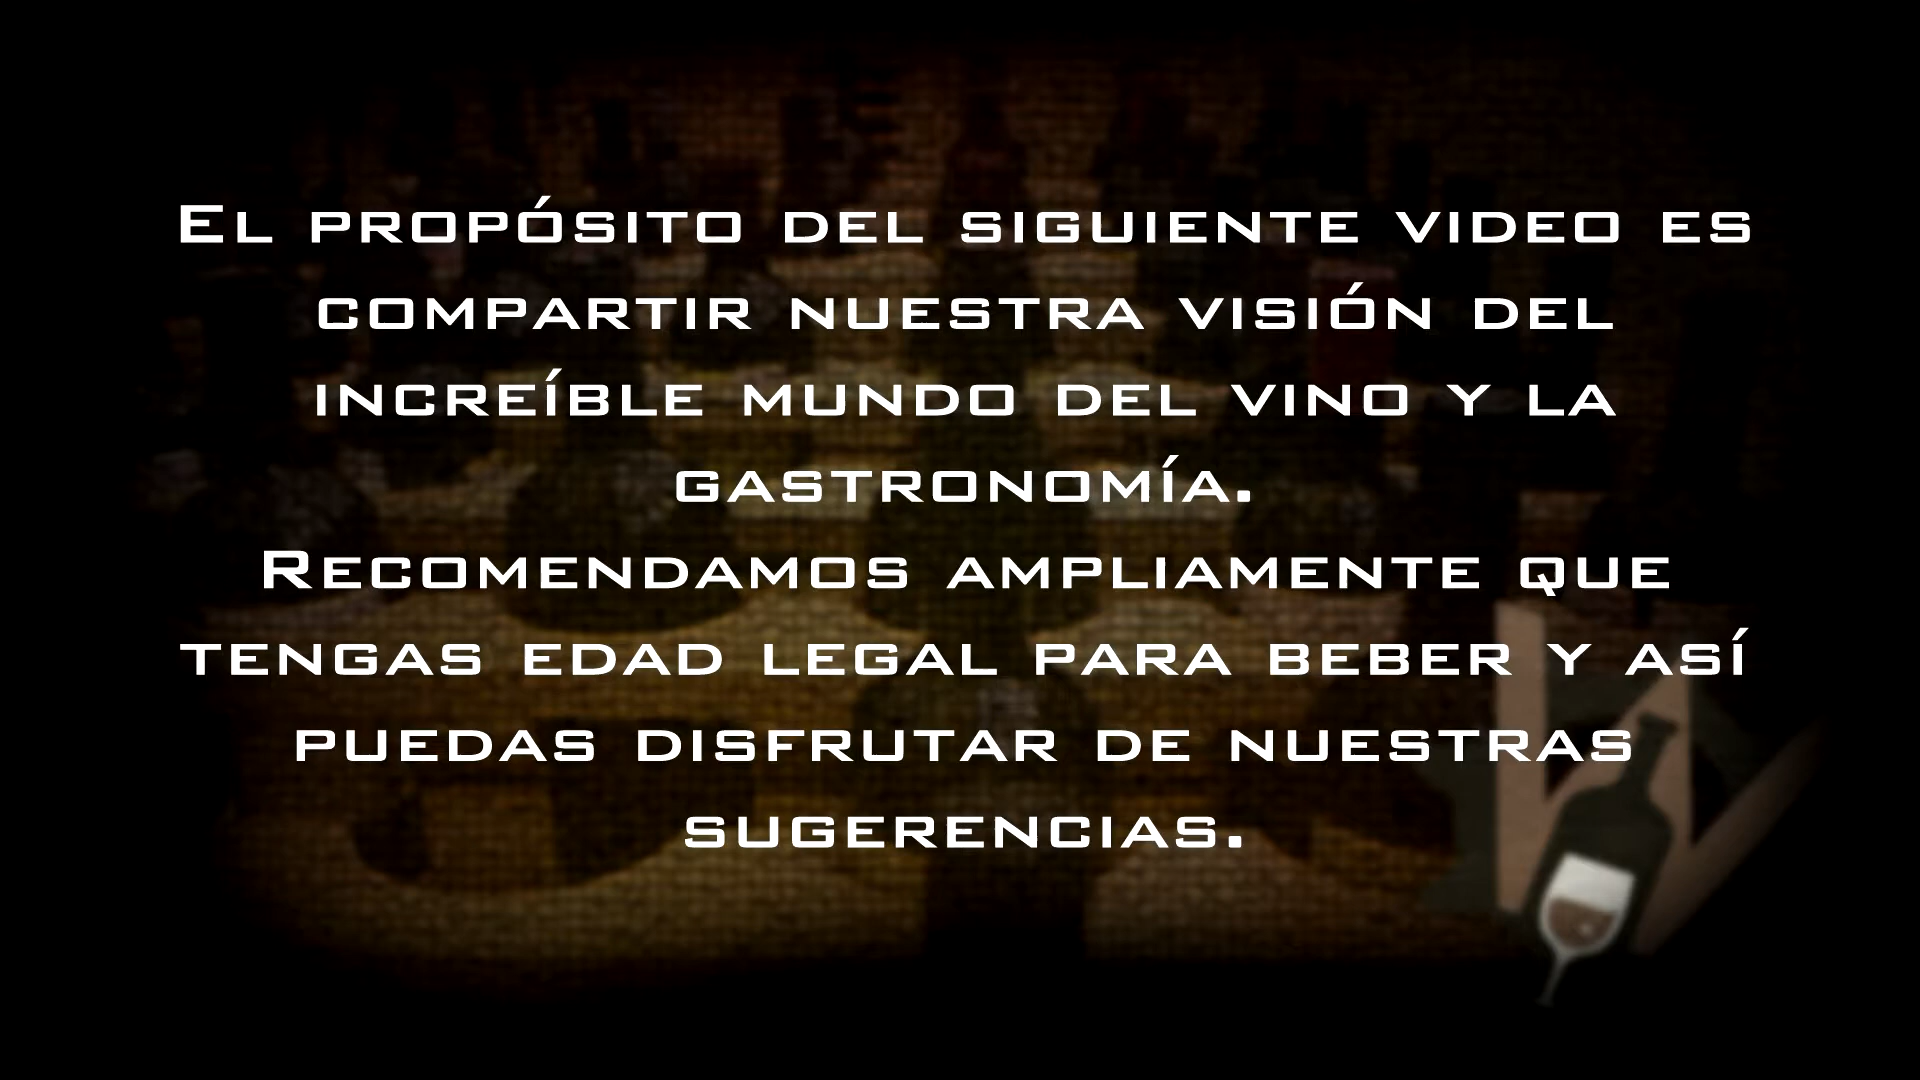 El propósito del siguiente video es
compartir nuestra visión del
increíble mundo del vino y la
gastronomía.
Recomendamos ampliamente que
tengas edad legal para beber y así
puedas disfrutar de nuestras
sugerencias.